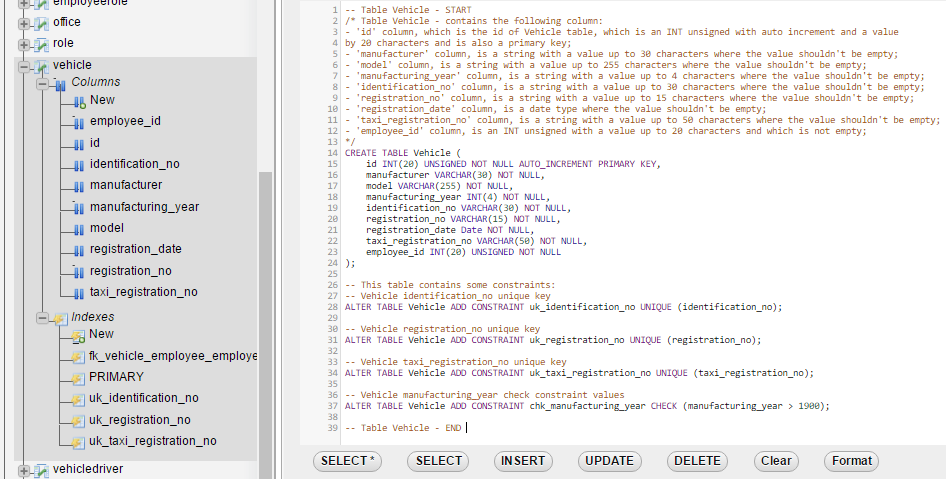 employeerole
office
role
vehicle
Columns
New
employee_id
id
identification_no
manufacturer
manufacturing_year
model
registration_date
registration_no
taxi_registration_no
Indexes
New
fk_vehicle_employee_employe
PRIMARY
uk_identification_no
uk_registration_no
uk_taxi_registration_no
vehicledriver
1 -- Table Vehicle - START
2 /* Table Vehicle - contains the following column:
3 - 'id' column, which is the id of Vehicle table, which is an INT unsigned with auto increment and a value
4 by 20 characters and is also a primary key;
5 - 'manufacturer' column, is a string with a value up to 30 characters where the value shouldn't be empty;
6 - 'model' column, is a string with a value up to 255 characters where the value shouldn't be empty;
7 - 'manufacturing_year' column, is a string with a value up to 4 characters where the value shouldn't be empty;
8 - 'identification_no' column, is a string with a value up to 30 characters where the value shouldn't be empty;
9 - 'registration_no' column, is a string with a value up to 15 characters where the value shouldn't be empty;
10 - 'registration_date' column, is a date type where the value shouldn't be empty;
11 - 'taxi_registration_no' column, is a string with a value up to 50 characters where the value shouldn't be empty;
12 - 'employee_id' column, is an INT unsigned with a value up to 20 characters and which is not empty;
13 */
14 CREATE TABLE Vehicle (
15 id INT(20) UNSIGNED NOT NULL AUTO_INCREMENT PRIMARY KEY,
16 manufacturer VARCHAR(30) NOT NULL,
17 model VARCHAR(255) NOT NULL,
18 manufacturing_year INT(4) NOT NULL,
19 identification_no VARCHAR(30) NOT NULL,
20 registration_no VARCHAR(15) NOT NULL,
21 registration_date Date NOT NULL,
22 taxi_registration_no VARCHAR(50) NOT NULL,
23 employee_id INT(20) UNSIGNED NOT NULL
24 );
25
26 -- This table contains some constraints:
27 -- Vehicle identification_no unique key
28 ALTER TABLE Vehicle ADD CONSTRAINT uk_identification_no UNIQUE (identification_no);
29
30 -- Vehicle registration_no unique key
31 ALTER TABLE Vehicle ADD CONSTRAINT uk_registration_no UNIQUE (registration_no);
32
33 -- Vehicle taxi_registration_no unique key
34 ALTER TABLE Vehicle ADD CONSTRAINT uk_taxi_registration_no UNIQUE (taxi_registration_no);
35
36 -- Vehicle manufacturing_year check constraint values
37 ALTER TABLE Vehicle ADD CONSTRAINT chk_manufacturing_year CHECK (manufacturing_year > 1900);
38
39 -- Table Vehicle - END
SELECT * SELECT INSERT UPDATE DELETE Clear Format